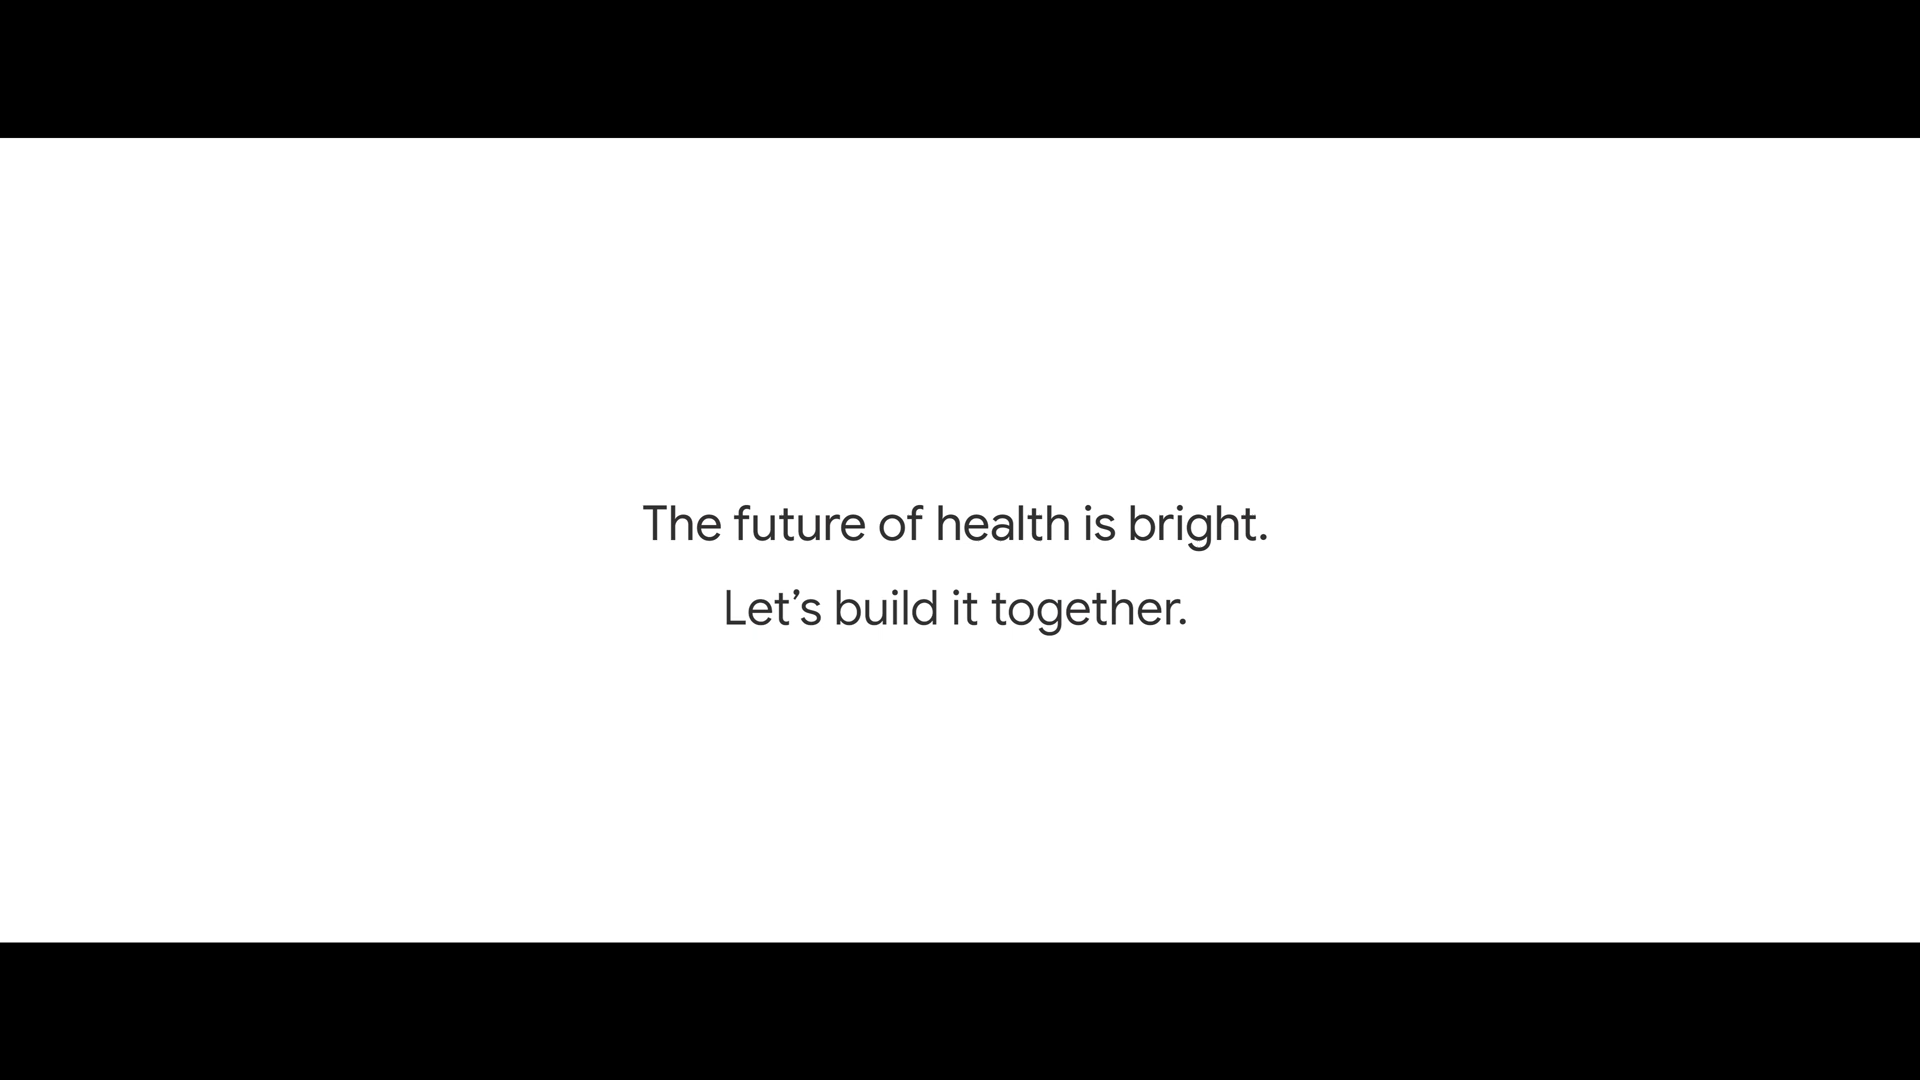 The future of health is bright.
Let’s build it together.